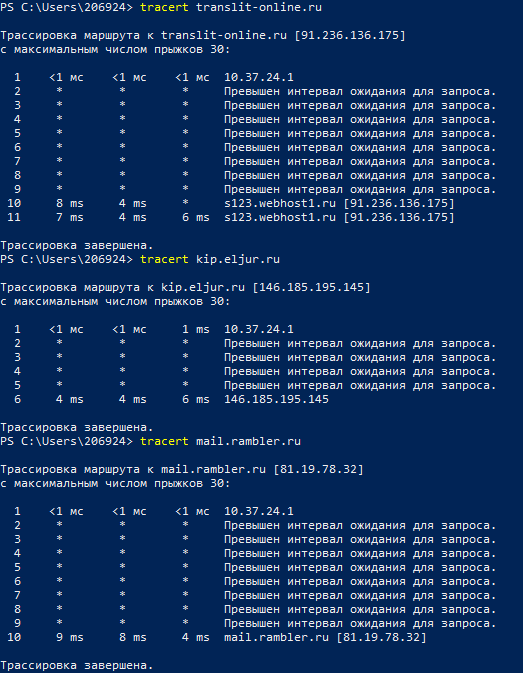 PS C:\Users\206924> tracert translit-online.ru
Трассировка маршрута к translit-online.ru [91.236.136.175]
с максимальным числом прыжков 30:
1 <1 мс <1 мс <1 мс 10.37.24.1
2 * * * Превышен интервал ожидания для запроса.
3 * * * Превышен интервал ожидания для запроса.
4 * * * Превышен интервал ожидания для запроса.
5 * * * Превышен интервал ожидания для запроса.
6 * * * Превышен интервал ожидания для запроса.
7 * * * Превышен интервал ожидания для запроса.
8 * * * Превышен интервал ожидания для запроса.
9 * * * Превышен интервал ожидания для запроса.
10 8 ms 4 ms * s123.webhost1.ru [91.236.136.175]
11 7 ms 4 ms 6 ms s123.webhost1.ru [91.236.136.175]
Трассировка завершена.
PS C:\Users\206924> tracert kip.eljur.ru
Трассировка маршрута к kip.eljur.ru [146.185.195.145]
с максимальным числом прыжков 30:
1 <1 мс <1 мс 1 ms 10.37.24.1
2 * * * Превышен интервал ожидания для запроса.
3 * * * Превышен интервал ожидания для запроса.
4 * * * Превышен интервал ожидания для запроса.
5 * * * Превышен интервал ожидания для запроса.
6 4 ms 4 ms 6 ms 146.185.195.145
Трассировка завершена.
PS C:\Users\206924> tracert mail.rambler.ru
Трассировка маршрута к mail.rambler.ru [81.19.78.32]
с максимальным числом прыжков 30:
1 <1 мс <1 мс <1 мс 10.37.24.1
2 * * * Превышен интервал ожидания для запроса.
3 * * * Превышен интервал ожидания для запроса.
4 * * * Превышен интервал ожидания для запроса.
5 * * * Превышен интервал ожидания для запроса.
6 * * * Превышен интервал ожидания для запроса.
7 * * * Превышен интервал ожидания для запроса.
8 * * * Превышен интервал ожидания для запроса.
9 * * * Превышен интервал ожидания для запроса.
10 9 ms 8 ms 4 ms mail.rambler.ru [81.19.78.32]
Трассировка завершена.